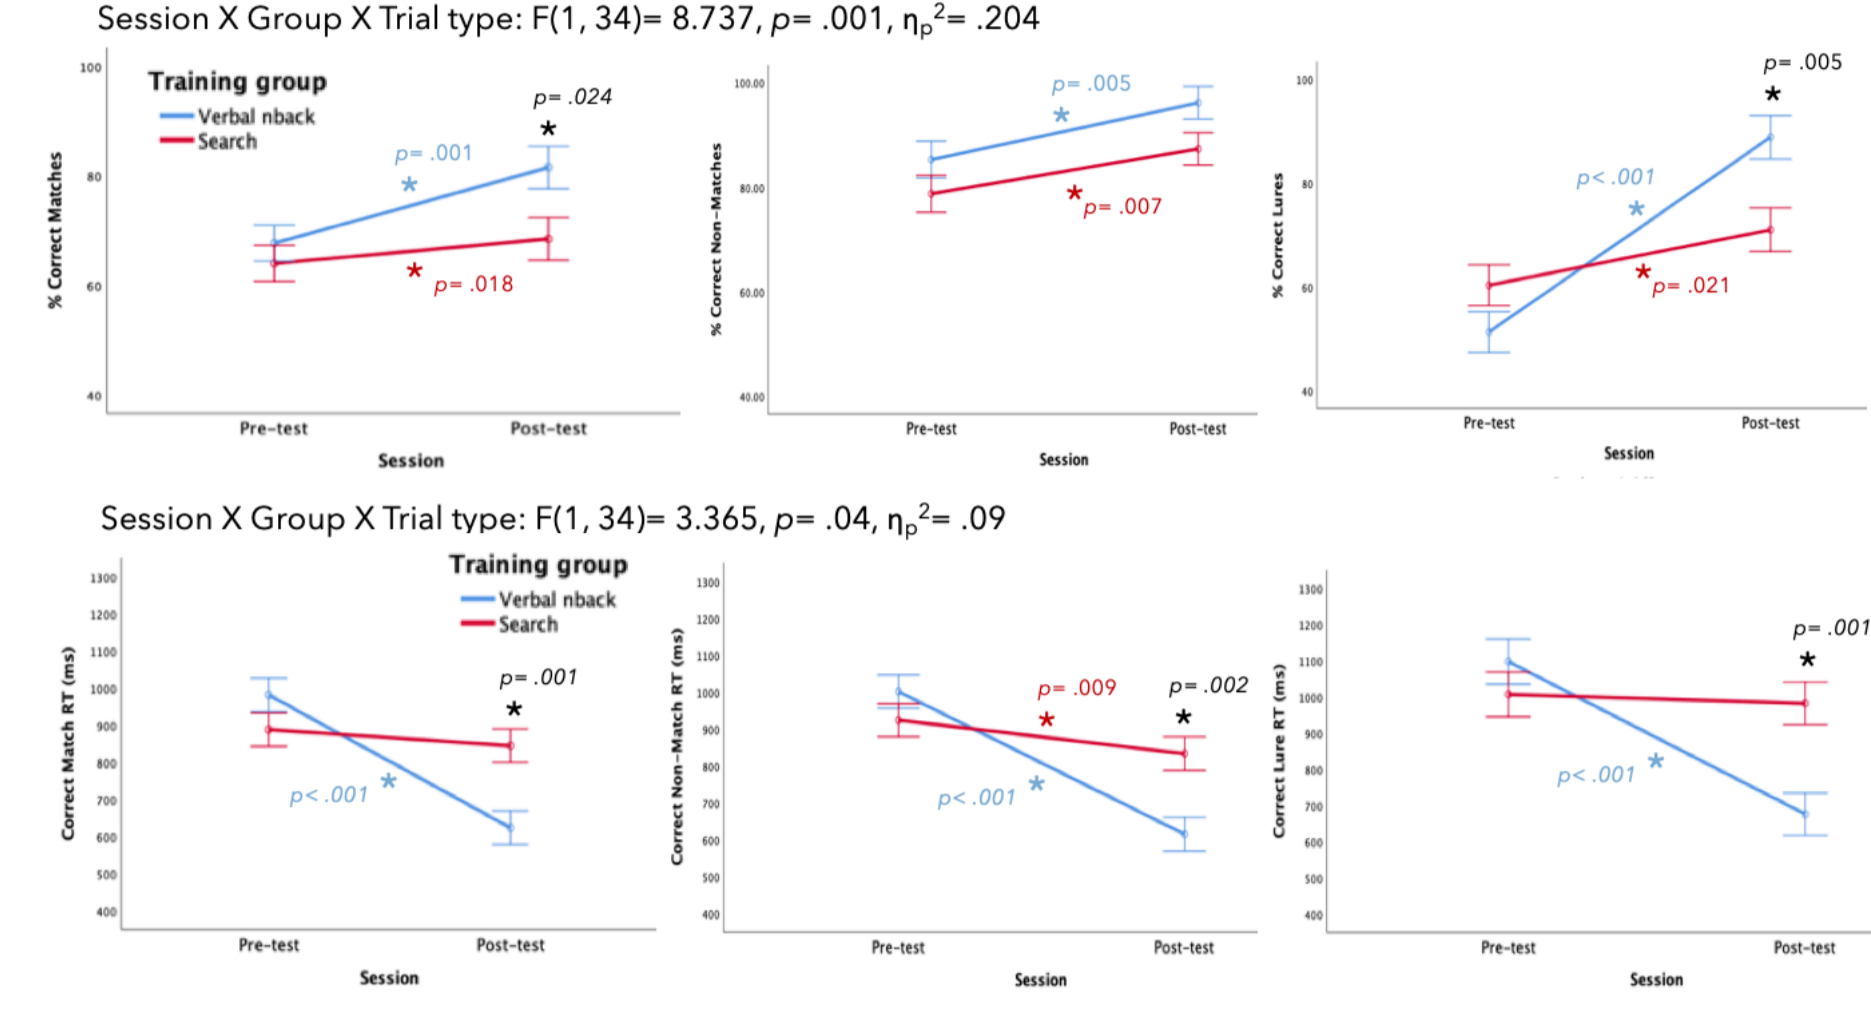 Session X Group X Trial type: F(1, 34)= 8.737, p= .001, ηp²= .204
Training group
Verbal nback
Search
% Correct Matches
100
80
60
40
p= .001
*
p= .024
*
*
p= .018
Pre-test Post-test
Session
% Correct Non-Matches
100.00
80.00
60.00
40.00
p= .005
*
*
p= .007
Pre-test Post-test
Session
% Correct Lures
100
80
60
40
p= .005
*
p< .001
*
*
p= .021
Pre-test Post-test
Session
Session X Group X Trial type: F(1, 34)= 3.365, p= .04, ηp²= .09
Training group
Verbal nback
Search
Correct Match RT (ms)
1300
1200
1100
1000
900
800
700
600
500
400
p= .001
*
p< .001 *
Pre-test Post-test
Session
Correct Non-Match RT (ms)
1300
1200
1100
1000
900
800
700
600
500
400
p= .009
*
p= .002
*
p< .001 *
Pre-test Post-test
Session
Correct Lure RT (ms)
1300
1200
1100
1000
900
800
700
600
500
400
p= .001
*
p< .001 *
Pre-test Post-test
Session